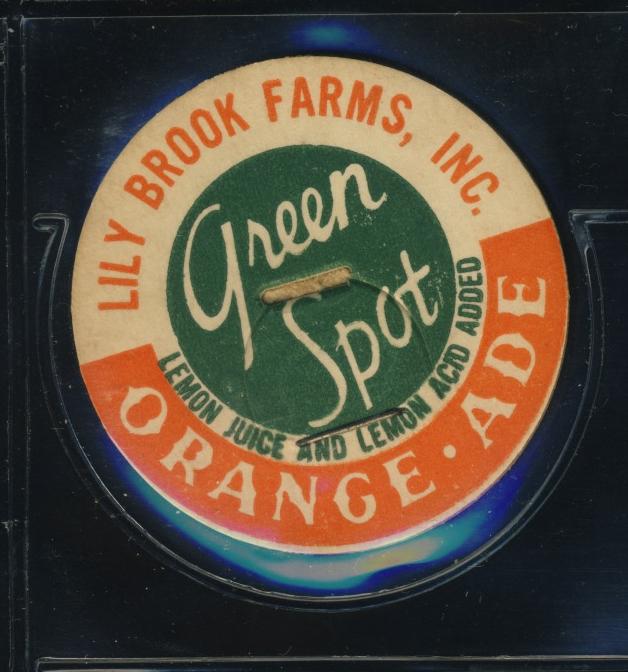 LILY BROOK FARMS, INC.
Green
Spot
LEMON JUICE AND LEMON ACID ADDED
ORANGE · ADE